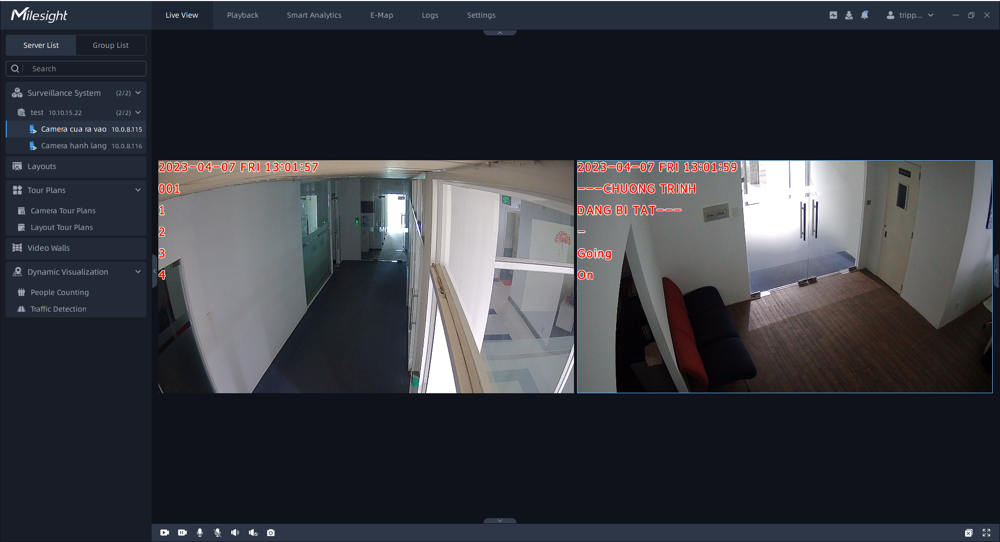 Milesight
Live View
Playback
Smart Analytics
E-Map
Logs
Settings
tripp...
Server List
Group List
Search
Surveillance System (2/2)
test 10.10.15.22 (2/2)
Camera cua ra vao 10.0.8.115
Camera hanh lang 10.0.8.116
Layouts
Tour Plans
Camera Tour Plans
Layout Tour Plans
Video Walls
Dynamic Visualization
People Counting
Traffic Detection
2023-04-07 FRI 13:01:57
001
1
2
3
4
2023-04-07 FRI 13:01:59
---CHUONG TRINH
DANG BI TAT---
-
Going
On